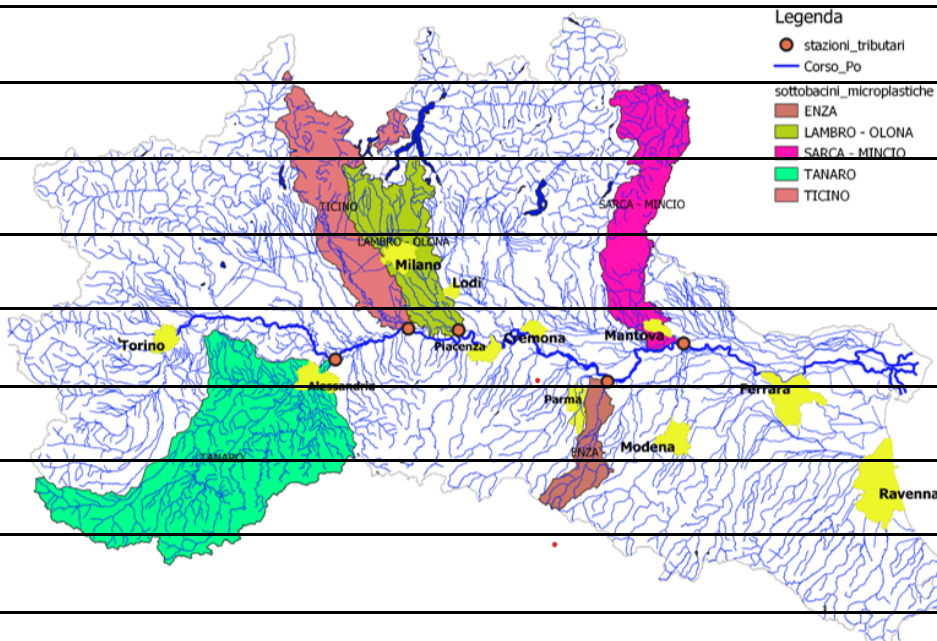 Legenda
stazioni_tributari
Corso_Po
sottobacini_microplastiche
ENZA
LAMBRO - OLONA
SARCA - MINCIO
TANARO
TICINO
TICINO
SARCA - MINCIO
LAMBRO - OLONA
Milano
Lodi
Torino
Piacenza
Cremona
Mantova
Alessandria
Parma
Ferrara
Modena
ENZA
TANARO
Ravenna